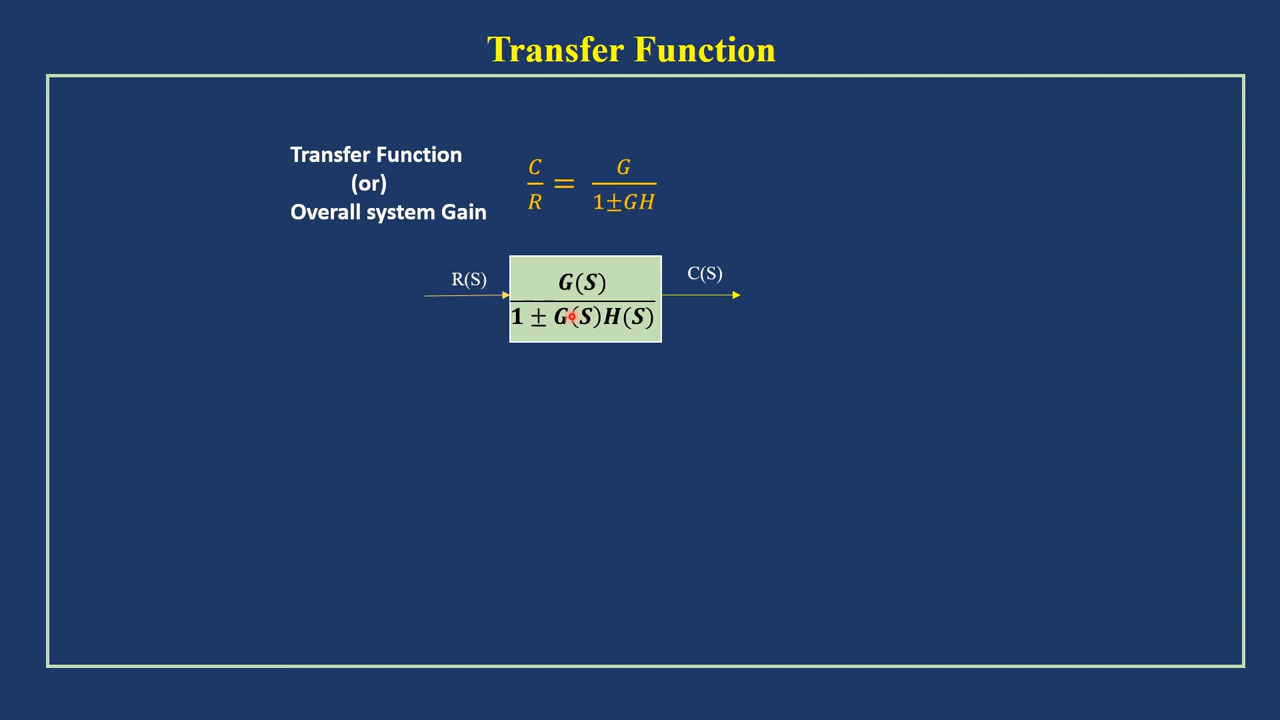 Transfer Function
Transfer Function
(or)
Overall system Gain
C/R = G/1±GH
R(S)
G(S)/1 ± G(S)H(S)
C(S)